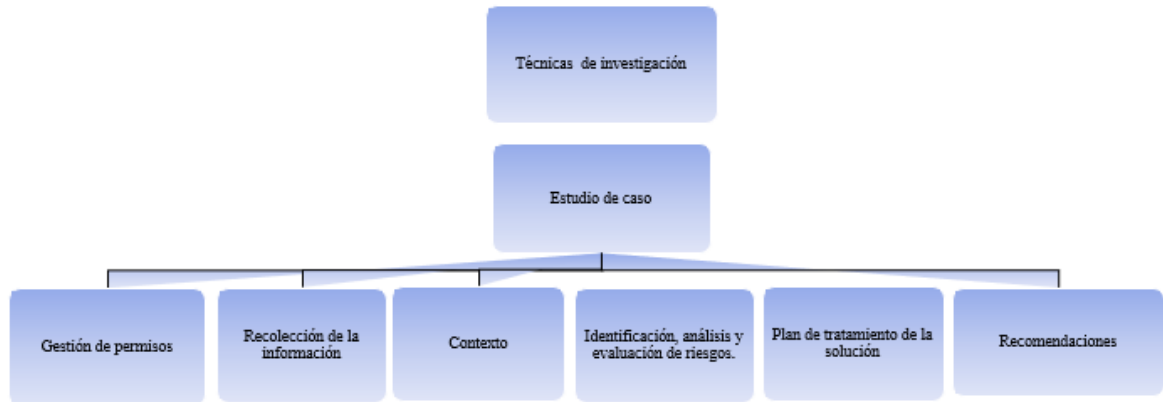 Técnicas de investigación
Estudio de caso
Gestión de permisos
Recolección de la
información
Contexto
Identificación, análisis y
evaluación de riesgos.
Plan de tratamiento de la
solución
Recomendaciones